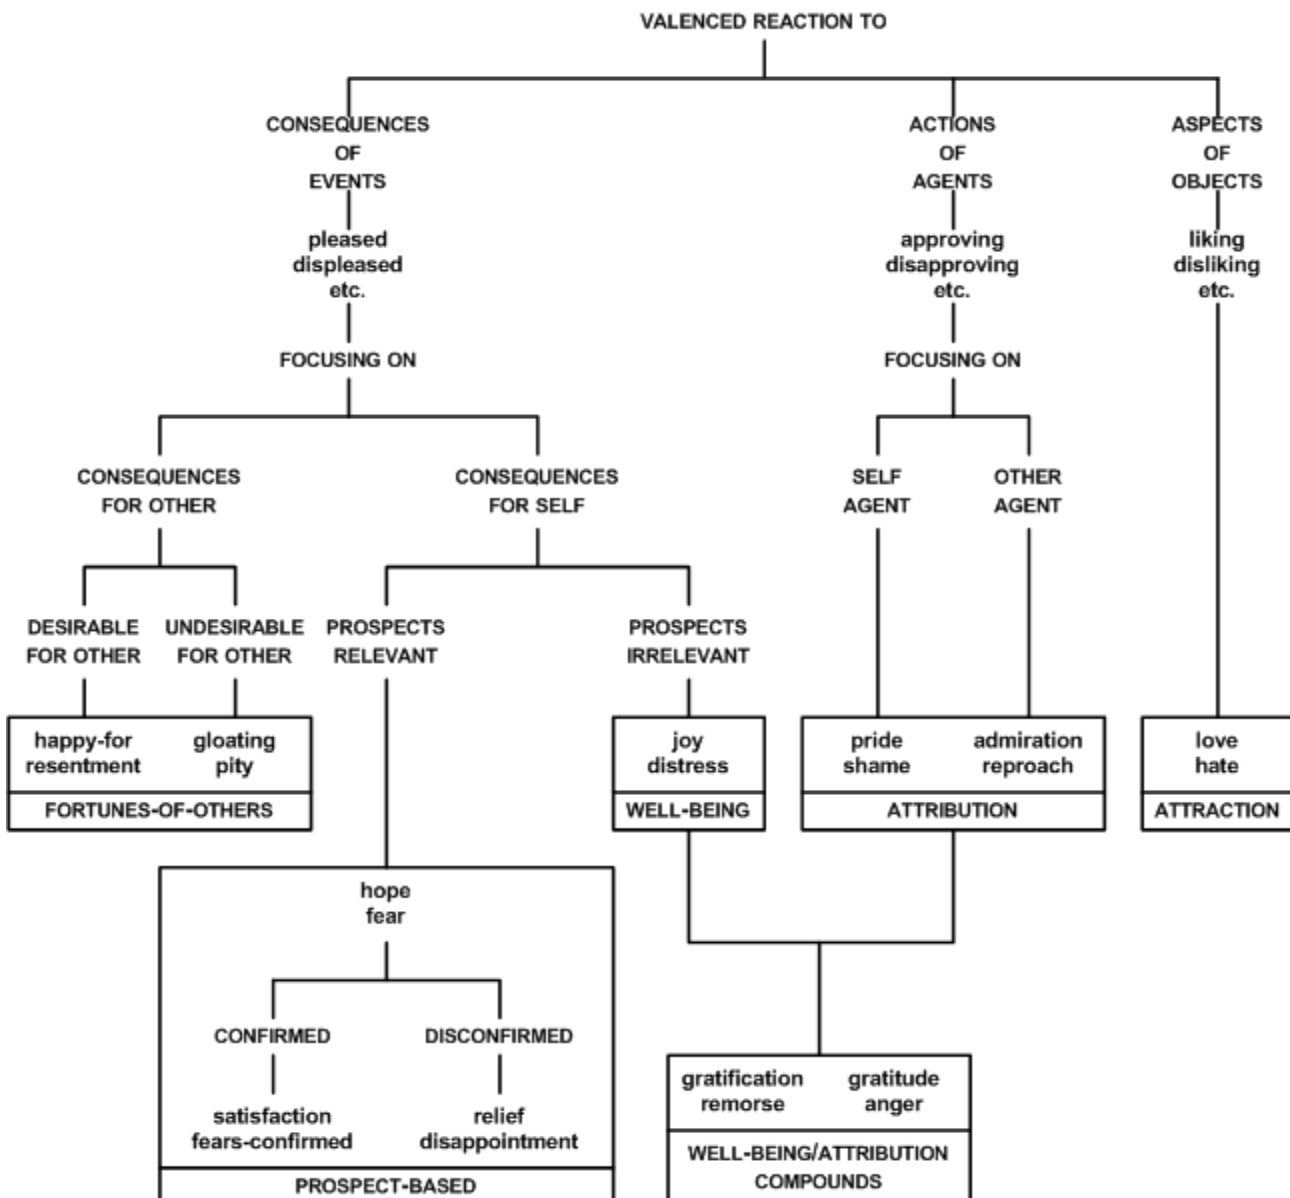 VALENCED REACTION TO
CONSEQUENCES
OF
EVENTS
ACTIONS
OF
AGENTS
ASPECTS
OF
OBJECTS
pleased
displeased
etc.
approving
disapproving
etc.
liking
disliking
etc.
FOCUSING ON
FOCUSING ON
CONSEQUENCES
FOR OTHER
CONSEQUENCES
FOR SELF
SELF
AGENT
OTHER
AGENT
DESIRABLE
FOR OTHER
UNDESIRABLE
FOR OTHER
PROSPECTS
RELEVANT
PROSPECTS
IRRELEVANT
happy-for
resentment
gloating
pity
FORTUNES-OF-OTHERS
joy
distress
WELL-BEING
pride
shame
admiration
reproach
ATTRIBUTION
love
hate
ATTRACTION
hope
fear
CONFIRMED
DISCONFIRMED
satisfaction
fears-confirmed
relief
disappointment
PROSPECT-BASED
gratification
remorse
gratitude
anger
WELL-BEING/ATTRIBUTION
COMPOUNDS